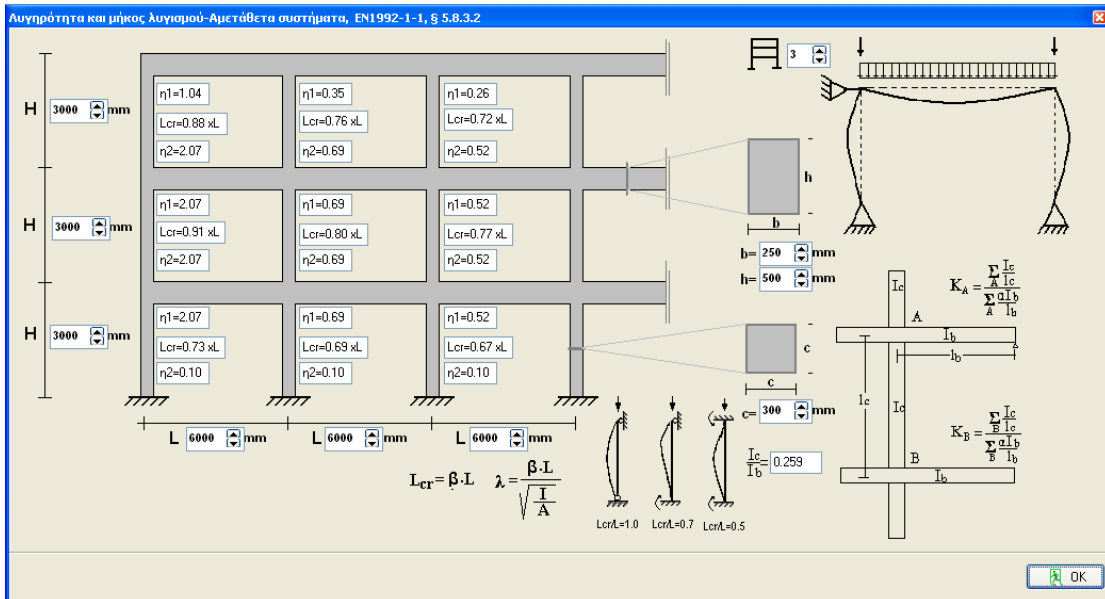 Λυγηρότητα και μήκος λυγισμού-Αμετάθετα συστήματα, EN1992-1-1, § 5.8.3.2
3
H 3000 mm
η1=1.04 η1=0.35 η1=0.26
Lcr=0.88 xL Lcr=0.76 xL Lcr=0.72 xL
η2=2.07 η2=0.69 η2=0.52
H 3000 mm
η1=2.07 η1=0.69 η1=0.52
Lcr=0.91 xL Lcr=0.80 xL Lcr=0.77 xL
η2=2.07 η2=0.69 η2=0.52
H 3000 mm
η1=2.07 η1=0.69 η1=0.52
Lcr=0.73 xL Lcr=0.69 xL Lcr=0.67 xL
η2=0.10 η2=0.10 η2=0.10
L 6000 mm L 6000 mm L 6000 mm
h
b
b= 250 mm
h= 500 mm
c
c
c= 300 mm
Ic/Ib= 0.259
Lcr=β·L λ=β·L/√(I/A)
Lcr/L=1.0 Lcr/L=0.7 Lcr/L=0.5
Ic
KA=ΣA Ic/lc / ΣA αIb/lb
A
Ib
lb
lc
Ic
KB=ΣB Ic/lc / ΣB αIb/lb
B
Ib
OK